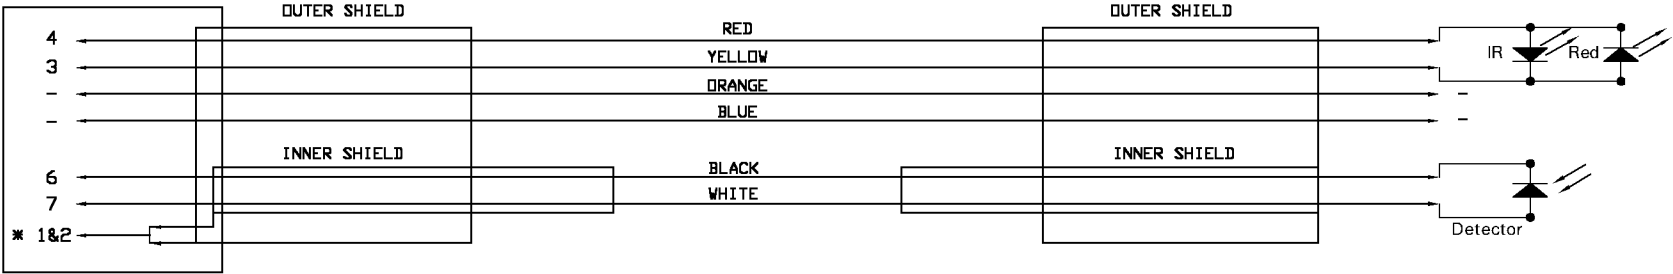 OUTER SHIELD OUTER SHIELD
4 RED
3 YELLOW IR Red
- ORANGE -
- BLUE -
INNER SHIELD INNER SHIELD
6 BLACK
7 WHITE
* 1&2 Detector